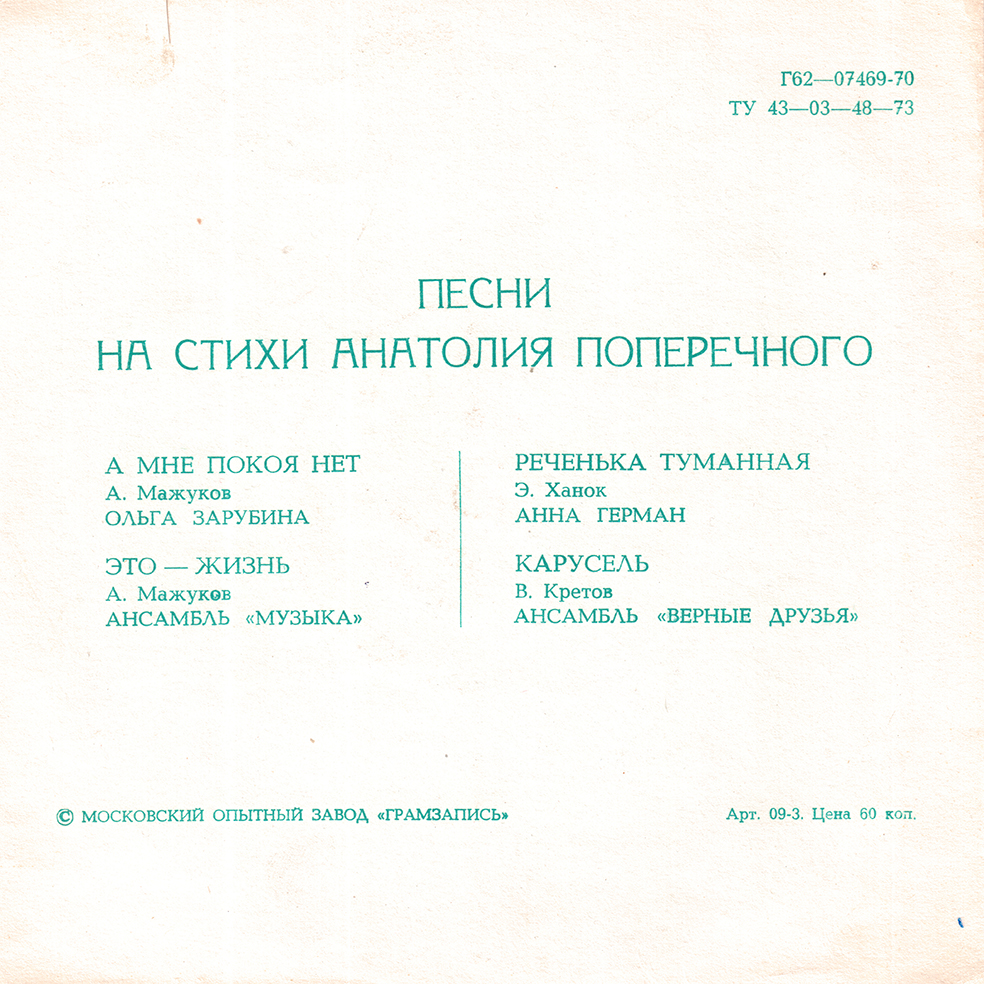 Г62—07469-70
ТУ 43—03—48—73
ПЕСНИ
НА СТИХИ АНАТОЛИЯ ПОПЕРЕЧНОГО
А МНЕ ПОКОЯ НЕТ
А. Мажуков
ОЛЬГА ЗАРУБИНА
ЭТО — ЖИЗНЬ
А. Мажуков
АНСАМБЛЬ «МУЗЫКА»
РЕЧЕНЬКА ТУМАННАЯ
Э. Ханок
АННА ГЕРМАН
КАРУСЕЛЬ
В. Кретов
АНСАМБЛЬ «ВЕРНЫЕ ДРУЗЬЯ»
© МОСКОВСКИЙ ОПЫТНЫЙ ЗАВОД «ГРАМЗАПИСЬ»
Арт. 09-3. Цена 60 коп.